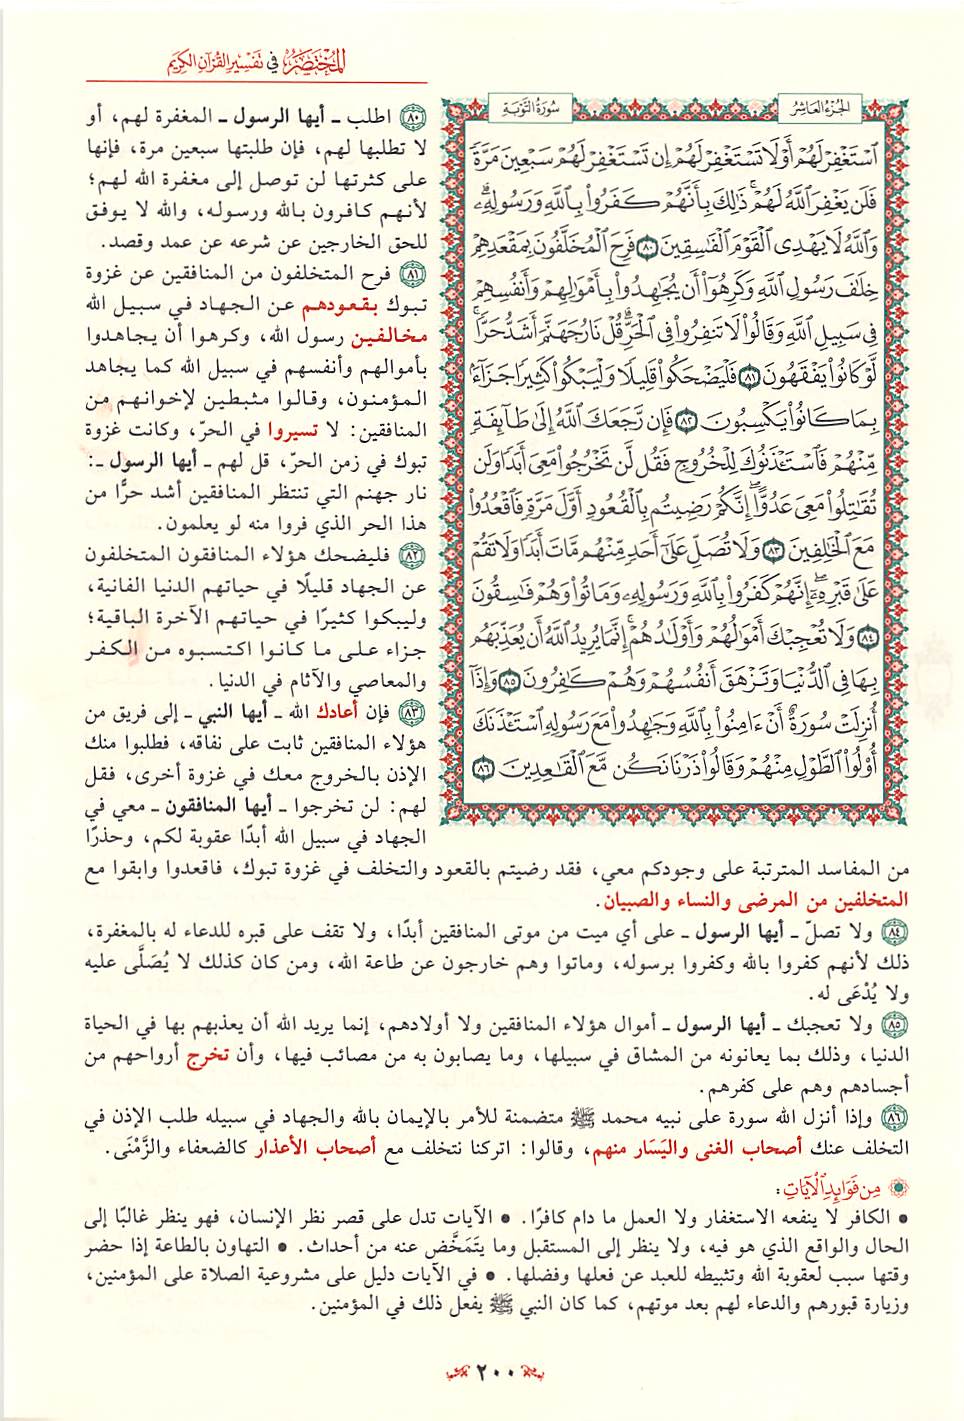 المختصر في تفسير القرآن الكريم
الجزء العاشر
سورة التوبة
ٱسۡتَغۡفِرۡ لَهُمۡ أَوۡ لَا تَسۡتَغۡفِرۡ لَهُمۡ إِن تَسۡتَغۡفِرۡ لَهُمۡ سَبۡعِينَ مَرَّةٗ
فَلَن يَغۡفِرَ ٱللَّهُ لَهُمۡۚ ذَٰلِكَ بِأَنَّهُمۡ كَفَرُواْ بِٱللَّهِ وَرَسُولِهِۦۗ
وَٱللَّهُ لَا يَهۡدِي ٱلۡقَوۡمَ ٱلۡفَٰسِقِينَ ٨٠ فَرِحَ ٱلۡمُخَلَّفُونَ بِمَقۡعَدِهِمۡ
خِلَٰفَ رَسُولِ ٱللَّهِ وَكَرِهُوٓاْ أَن يُجَٰهِدُواْ بِأَمۡوَٰلِهِمۡ وَأَنفُسِهِمۡ
فِي سَبِيلِ ٱللَّهِ وَقَالُواْ لَا تَنفِرُواْ فِي ٱلۡحَرِّۗ قُلۡ نَارُ جَهَنَّمَ أَشَدُّ حَرّٗاۚ
لَّوۡ كَانُواْ يَفۡقَهُونَ ٨١ فَلۡيَضۡحَكُواْ قَلِيلٗا وَلۡيَبۡكُواْ كَثِيرٗا جَزَآءَۢ
بِمَا كَانُواْ يَكۡسِبُونَ ٨٢ فَإِن رَّجَعَكَ ٱللَّهُ إِلَىٰ طَآئِفَةٖ
مِّنۡهُمۡ فَٱسۡتَـٔۡذَنُوكَ لِلۡخُرُوجِ فَقُل لَّن تَخۡرُجُواْ مَعِيَ أَبَدٗا وَلَن
تُقَٰتِلُواْ مَعِيَ عَدُوًّاۖ إِنَّكُمۡ رَضِيتُم بِٱلۡقُعُودِ أَوَّلَ مَرَّةٖ فَٱقۡعُدُواْ
مَعَ ٱلۡخَٰلِفِينَ ٨٣ وَلَا تُصَلِّ عَلَىٰٓ أَحَدٖ مِّنۡهُم مَّاتَ أَبَدٗا وَلَا تَقُمۡ
عَلَىٰ قَبۡرِهِۦٓۖ إِنَّهُمۡ كَفَرُواْ بِٱللَّهِ وَرَسُولِهِۦ وَمَاتُواْ وَهُمۡ فَٰسِقُونَ
٨٤ وَلَا تُعۡجِبۡكَ أَمۡوَٰلُهُمۡ وَأَوۡلَٰدُهُمۡۚ إِنَّمَا يُرِيدُ ٱللَّهُ أَن يُعَذِّبَهُم
بِهَا فِي ٱلدُّنۡيَا وَتَزۡهَقَ أَنفُسُهُمۡ وَهُمۡ كَٰفِرُونَ ٨٥ وَإِذَآ
أُنزِلَتۡ سُورَةٌ أَنۡ ءَامِنُواْ بِٱللَّهِ وَجَٰهِدُواْ مَعَ رَسُولِهِ ٱسۡتَـٔۡذَنَكَ
أُوْلُواْ ٱلطَّوۡلِ مِنۡهُمۡ وَقَالُواْ ذَرۡنَا نَكُن مَّعَ ٱلۡقَٰعِدِينَ ٨٦
٨٠ اطلب ـ أيها الرسول ـ المغفرة لهم، أو
لا تطلبها لهم، فإن طلبتها سبعين مرة، فإنها
على كثرتها لن توصل إلى مغفرة الله لهم؛
لأنهم كافرون بالله ورسوله، والله لا يوفق
للحق الخارجين عن شرعه عن عمد وقصد.
٨١ فرح المتخلفون من المنافقين عن غزوة
تبوك بقعودهم عن الجهاد في سبيل الله
مخالفين رسول الله، وكرهوا أن يجاهدوا
بأموالهم وأنفسهم في سبيل الله كما يجاهد
المؤمنون، وقالوا مثبطين لإخوانهم من
المنافقين: لا تسيروا في الحرّ، وكانت غزوة
تبوك في زمن الحرّ، قل لهم ـ أيها الرسول ـ:
نار جهنم التي تنتظر المنافقين أشد حرًّا من
هذا الحر الذي فروا منه لو يعلمون.
٨٢ فليضحك هؤلاء المنافقون المتخلفون
عن الجهاد قليلًا في حياتهم الدنيا الفانية،
وليبكوا كثيرًا في حياتهم الآخرة الباقية؛
جزاء على ما كانوا اكتسبوه من الكفر
والمعاصي والآثام في الدنيا.
٨٣ فإن أعادك الله ـ أيها النبي ـ إلى فريق من
هؤلاء المنافقين ثابت على نفاقه، فطلبوا منك
الإذن بالخروج معك في غزوة أخرى، فقل
لهم: لن تخرجوا ـ أيها المنافقون ـ معي في
الجهاد في سبيل الله أبدًا عقوبة لكم، وحذرًا
من المفاسد المترتبة على وجودكم معي، فقد رضيتم بالقعود والتخلف في غزوة تبوك، فاقعدوا وابقوا مع
المتخلفين من المرضى والنساء والصبيان.
٨٤ ولا تصلّ ـ أيها الرسول ـ على أي ميت من موتى المنافقين أبدًا، ولا تقف على قبره للدعاء له بالمغفرة،
ذلك لأنهم كفروا بالله وكفروا برسوله، وماتوا وهم خارجون عن طاعة الله، ومن كان كذلك لا يُصَلَّى عليه
ولا يُدْعَى له.
٨٥ ولا تعجبك ـ أيها الرسول ـ أموال هؤلاء المنافقين ولا أولادهم، إنما يريد الله أن يعذبهم بها في الحياة
الدنيا، وذلك بما يعانونه من المشاق في سبيلها، وما يصابون به من مصائب فيها، وأن تخرج أرواحهم من
أجسادهم وهم على كفرهم.
٨٦ وإذا أنزل الله سورة على نبيه محمد ﷺ متضمنة للأمر بالإيمان بالله والجهاد في سبيله طلب الإذن في
التخلف عنك أصحاب الغنى واليَسَار منهم، وقالوا: اتركنا نتخلف مع أصحاب الأعذار كالضعفاء والزَّمْنَى.
من فوائد الآيات:
• الكافر لا ينفعه الاستغفار ولا العمل ما دام كافرًا. • الآيات تدل على قصر نظر الإنسان، فهو ينظر غالبًا إلى
الحال والواقع الذي هو فيه، ولا ينظر إلى المستقبل وما يتَمَخَّض عنه من أحداث. • التهاون بالطاعة إذا حضر
وقتها سبب لعقوبة الله وتثبيطه للعبد عن فعلها وفضلها. • في الآيات دليل على مشروعية الصلاة على المؤمنين،
وزيارة قبورهم والدعاء لهم بعد موتهم، كما كان النبي ﷺ يفعل ذلك في المؤمنين.
٢٠٠